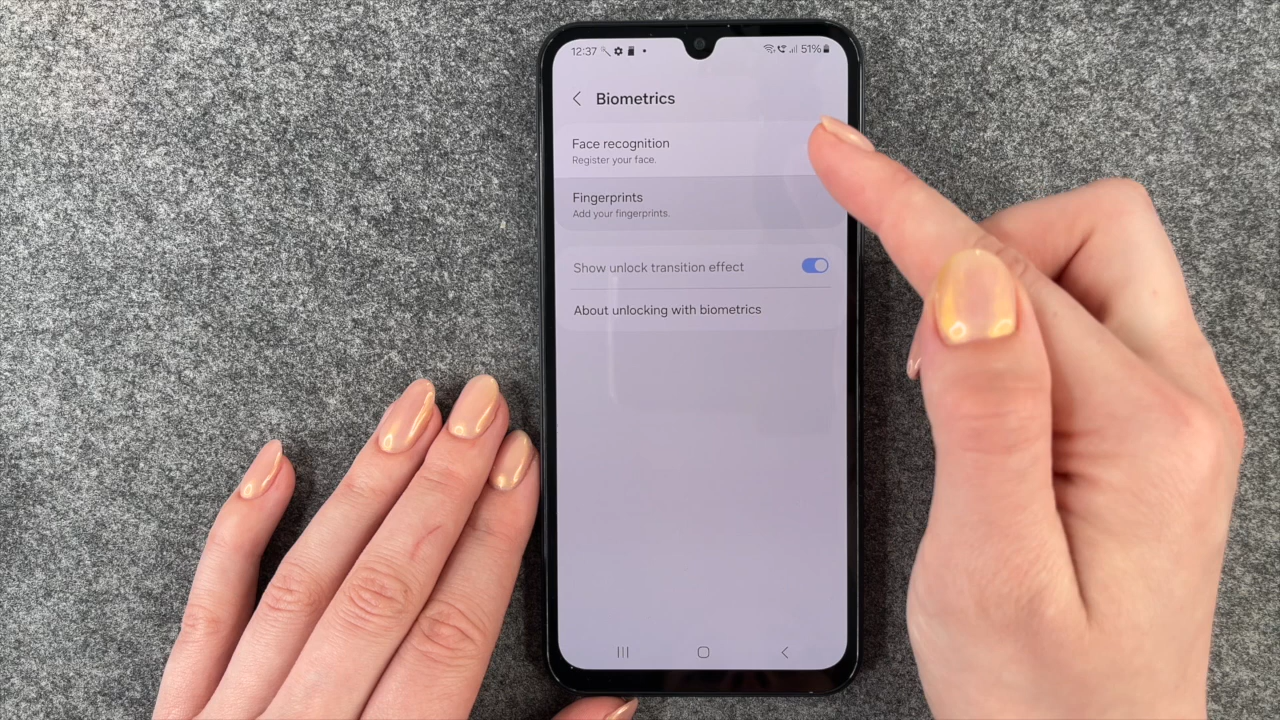 12:37 51%
Biometrics
Face recognition
Register your face.
Fingerprints
Add your fingerprints.
Show unlock transition effect
About unlocking with biometrics